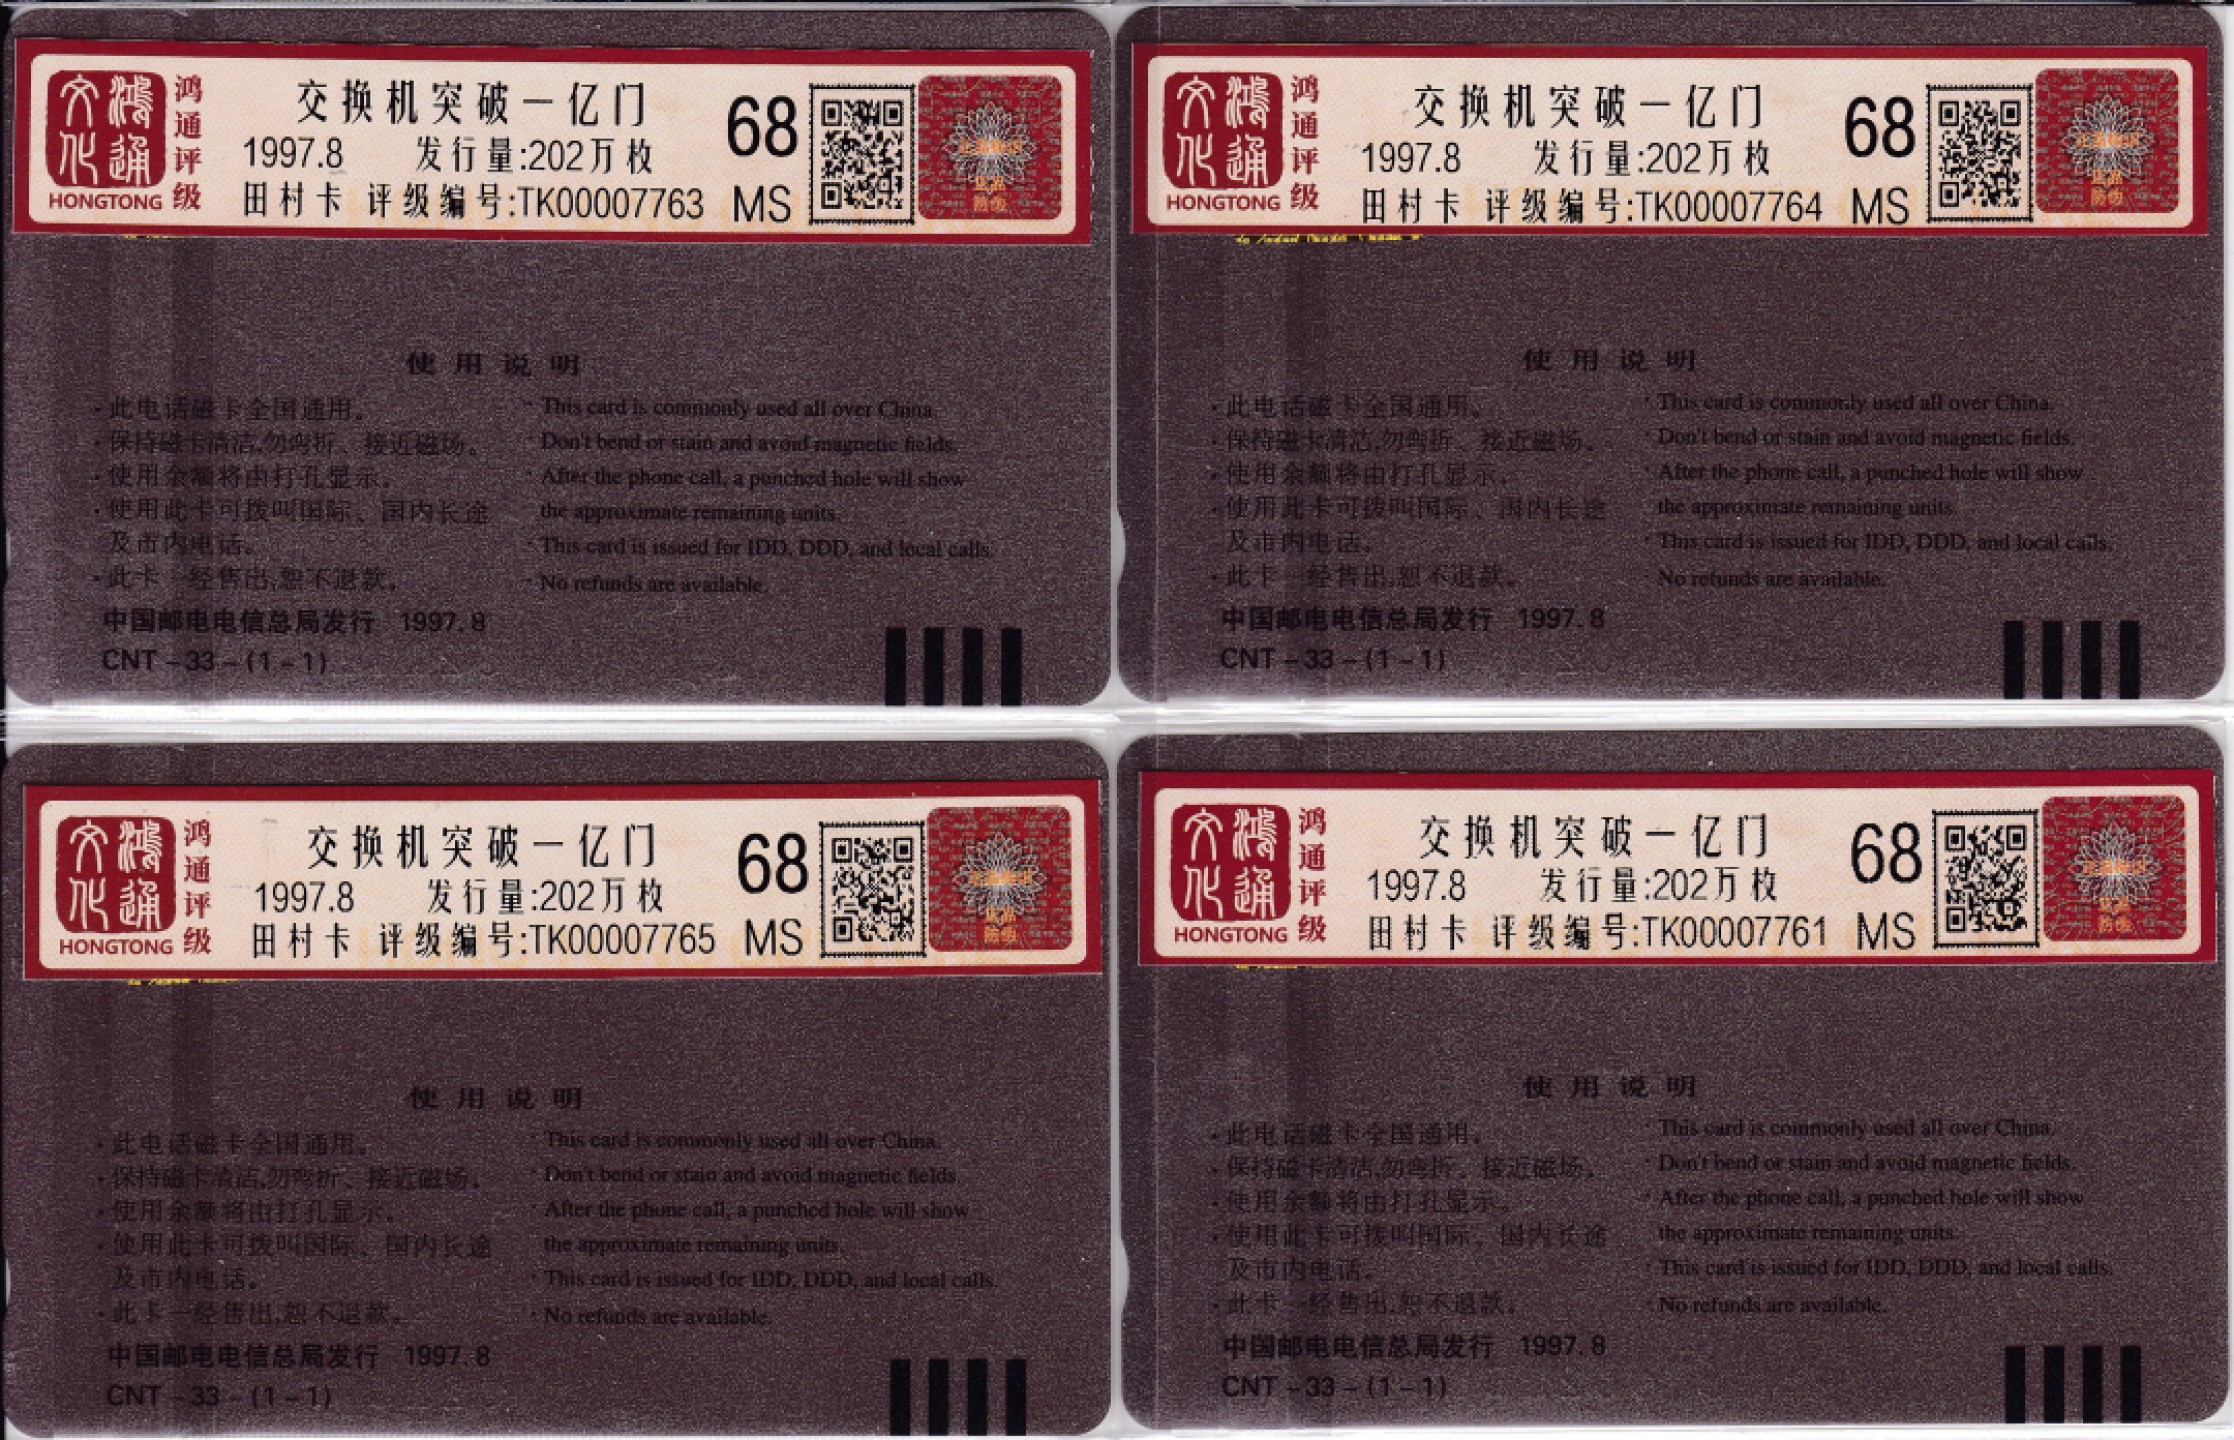 鸿通文化
HONGTONG
鸿通评级
交换机突破一亿门
1997.8 发行量:202万枚
田村卡 评级编号:TK00007763
68
MS
使用说明
·此电话磁卡全国通用。
·保持磁卡清洁,勿弯折、接近磁场。
·使用余额将由打孔显示。
·使用此卡可拨叫国际、国内长途
及市内电话。
·此卡一经售出,恕不退款。
· This card is commonly used all over China.
· Don't bend or stain and avoid magnetic fields.
· After the phone call, a punched hole will show
the approximate remaining units.
· This card is issued for IDD, DDD, and local calls.
· No refunds are available.
中国邮电电信总局发行 1997.8
CNT-33-(1-1)
鸿通文化
HONGTONG
鸿通评级
交换机突破一亿门
1997.8 发行量:202万枚
田村卡 评级编号:TK00007764
68
MS
使用说明
·此电话磁卡全国通用。
·保持磁卡清洁,勿弯折、接近磁场。
·使用余额将由打孔显示。
·使用此卡可拨叫国际、国内长途
及市内电话。
·此卡一经售出,恕不退款。
· This card is commonly used all over China.
· Don't bend or stain and avoid magnetic fields.
· After the phone call, a punched hole will show
the approximate remaining units.
· This card is issued for IDD, DDD, and local calls.
· No refunds are available.
中国邮电电信总局发行 1997.8
CNT-33-(1-1)
鸿通文化
HONGTONG
鸿通评级
交换机突破一亿门
1997.8 发行量:202万枚
田村卡 评级编号:TK00007765
68
MS
使用说明
·此电话磁卡全国通用。
·保持磁卡清洁,勿弯折、接近磁场。
·使用余额将由打孔显示。
·使用此卡可拨叫国际、国内长途
及市内电话。
·此卡一经售出,恕不退款。
· This card is commonly used all over China.
· Don't bend or stain and avoid magnetic fields.
· After the phone call, a punched hole will show
the approximate remaining units.
· This card is issued for IDD, DDD, and local calls.
· No refunds are available.
中国邮电电信总局发行 1997.8
CNT-33-(1-1)
鸿通文化
HONGTONG
鸿通评级
交换机突破一亿门
1997.8 发行量:202万枚
田村卡 评级编号:TK00007761
68
MS
使用说明
·此电话磁卡全国通用。
·保持磁卡清洁,勿弯折、接近磁场。
·使用余额将由打孔显示。
·使用此卡可拨叫国际、国内长途
及市内电话。
·此卡一经售出,恕不退款。
· This card is commonly used all over China.
· Don't bend or stain and avoid magnetic fields.
· After the phone call, a punched hole will show
the approximate remaining units.
· This card is issued for IDD, DDD, and local calls.
· No refunds are available.
中国邮电电信总局发行 1997.8
CNT-33-(1-1)